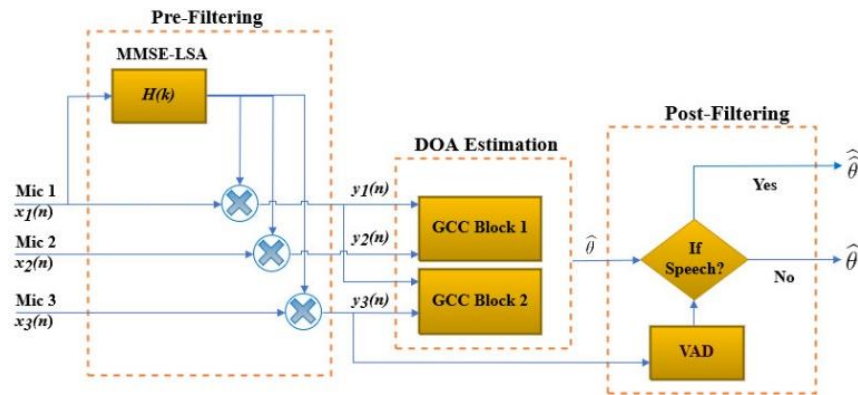 Pre-Filtering
MMSE-LSA
H(k)
Mic 1
x1(n)
Mic 2
x2(n)
Mic 3
x3(n)
y1(n)
y2(n)
y3(n)
DOA Estimation
GCC Block 1
GCC Block 2
θ̂
Post-Filtering
If
Speech?
Yes
No
VAD
θ̂̂
θ̂